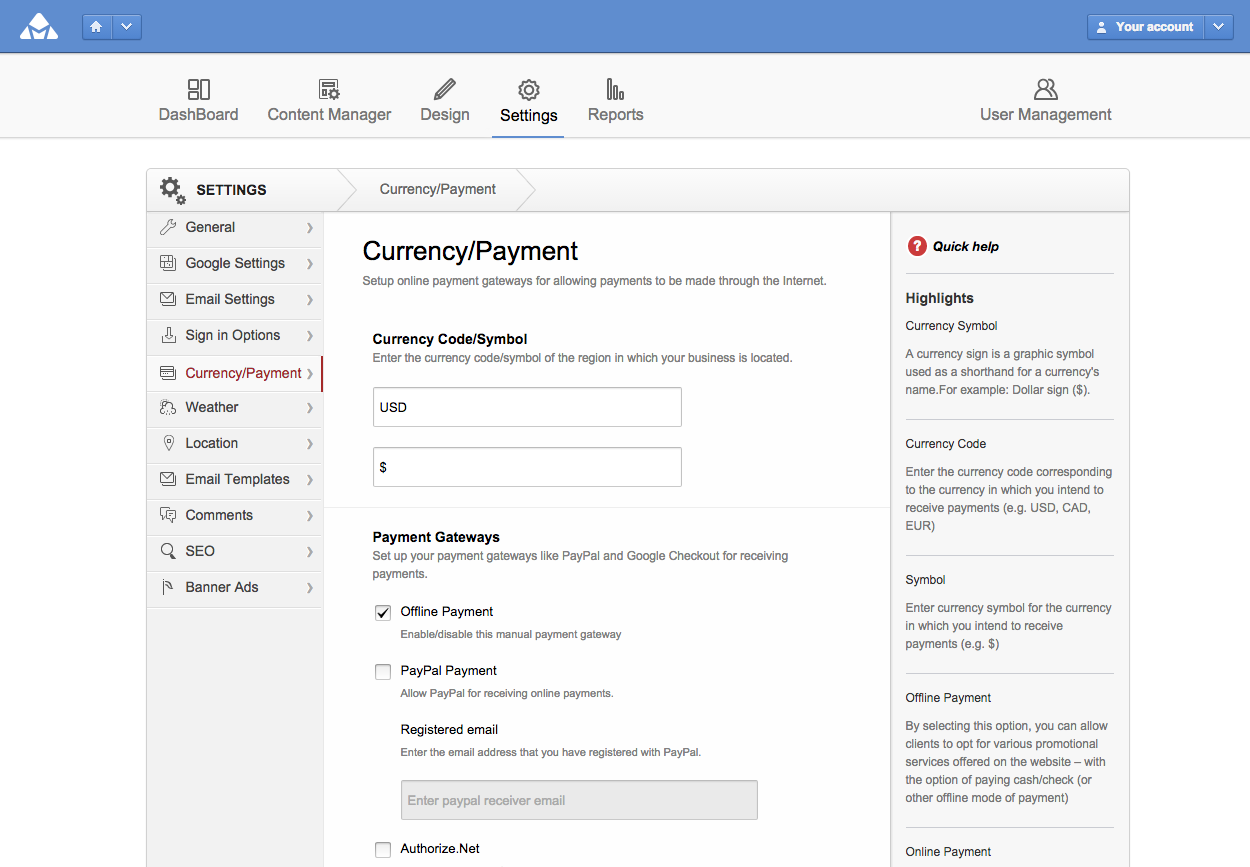 Your account
DashBoard
Content Manager
Design
Settings
Reports
User Management
SETTINGS
Currency/Payment
General
Google Settings
Email Settings
Sign in Options
Currency/Payment
Weather
Location
Email Templates
Comments
SEO
Banner Ads
Currency/Payment
Setup online payment gateways for allowing payments to be made through the Internet.
Currency Code/Symbol
Enter the currency code/symbol of the region in which your business is located.
USD
$
Payment Gateways
Set up your payment gateways like PayPal and Google Checkout for receiving
payments.
Offline Payment
Enable/disable this manual payment gateway
PayPal Payment
Allow PayPal for receiving online payments.
Registered email
Enter the email address that you have registered with PayPal.
Enter paypal receiver email
Authorize.Net
? Quick help
Highlights
Currency Symbol
A currency sign is a graphic symbol
used as a shorthand for a currency's
name.For example: Dollar sign ($).
Currency Code
Enter the currency code corresponding
to the currency in which you intend to
receive payments (e.g. USD, CAD,
EUR)
Symbol
Enter currency symbol for the currency
in which you intend to receive
payments (e.g. $)
Offline Payment
By selecting this option, you can allow
clients to opt for various promotional
services offered on the website – with
the option of paying cash/check (or
other offline mode of payment)
Online Payment